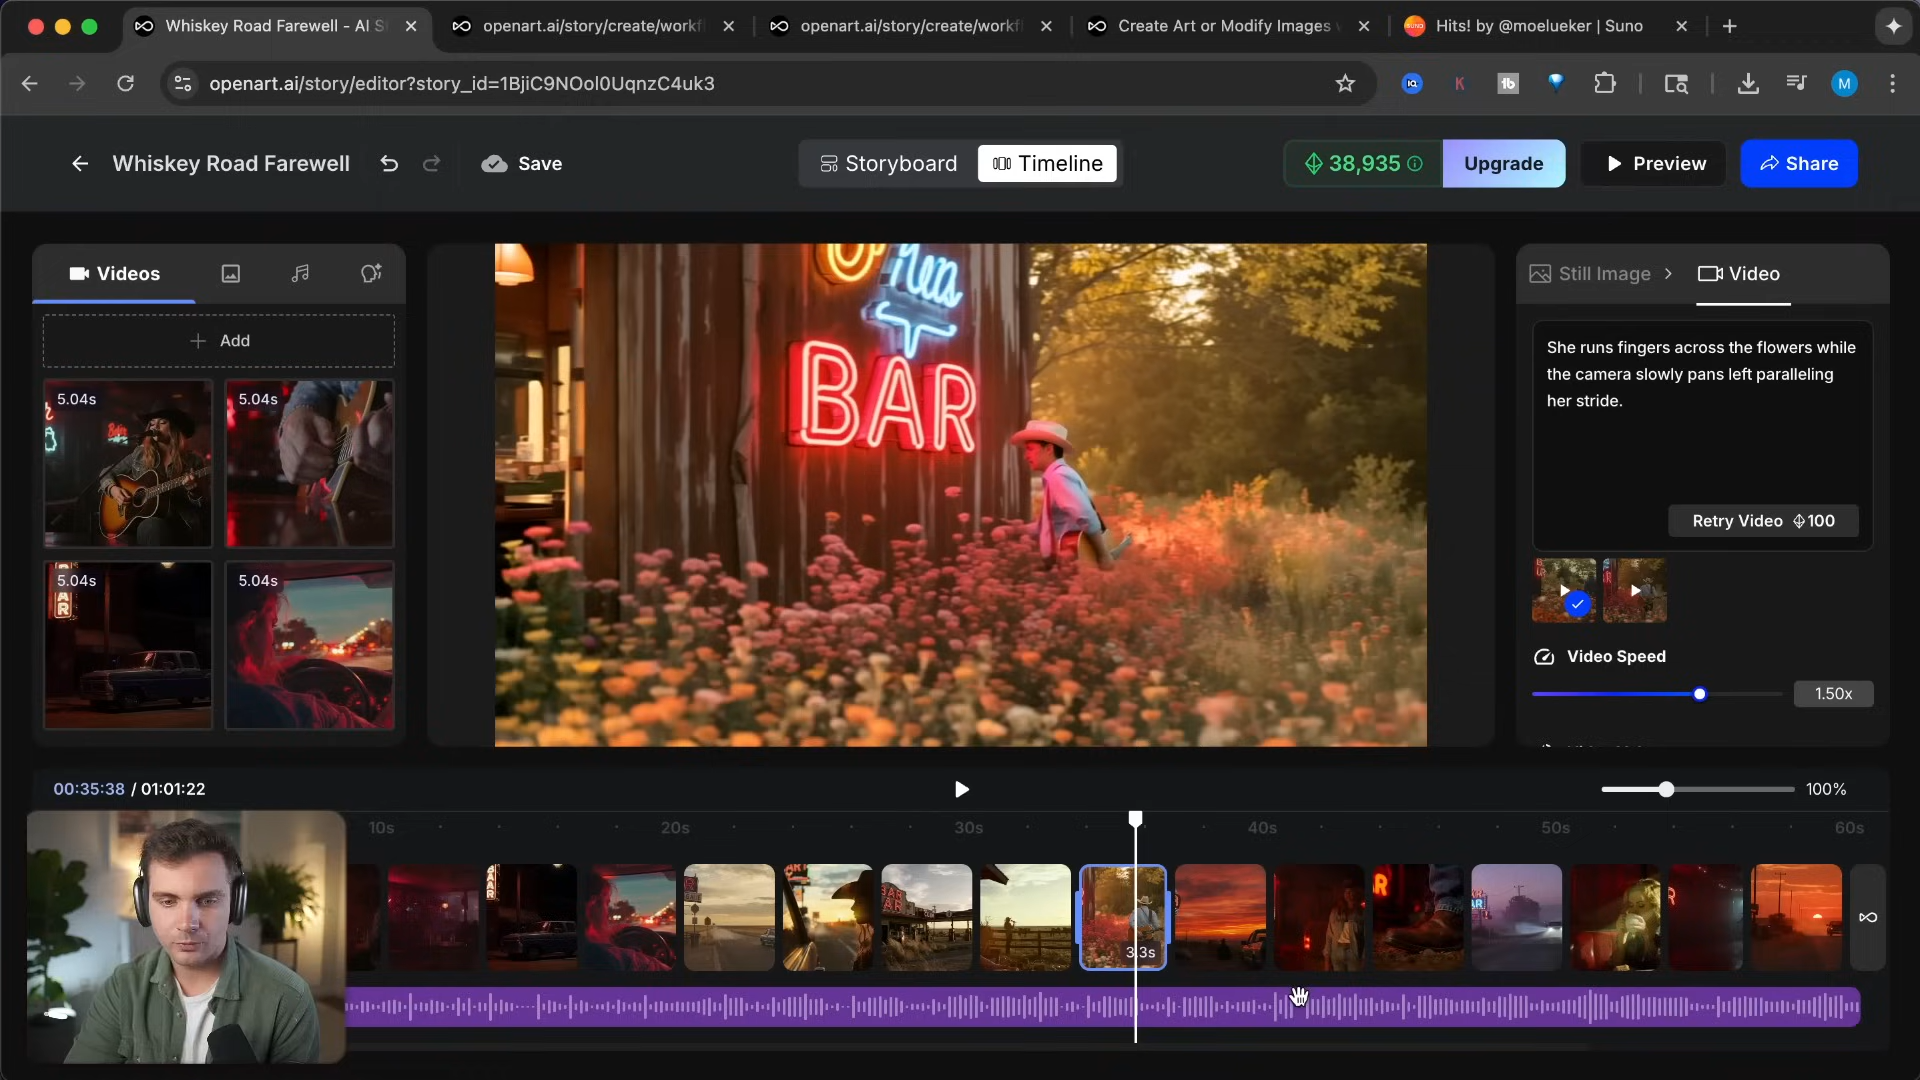 Whiskey Road Farewell - AI S
openart.ai/story/create/workfl
openart.ai/story/create/workfl
Create Art or Modify Images
Hits! by @moelueker | Suno
openart.ai/story/editor?story_id=1BjiC9NOol0UqnzC4uk3
K
tb
M
Whiskey Road Farewell
Save
Storyboard
Timeline
38,935
Upgrade
Preview
Share
Videos
Still Image
Video
Add
5.04s
5.04s
5.04s
5.04s
BAR
She runs fingers across the flowers while
the camera slowly pans left paralleling
her stride.
Retry Video 100
Video Speed
1.50x
00:35:38 / 01:01:22
100%
10s
20s
30s
40s
50s
60s
3.3s